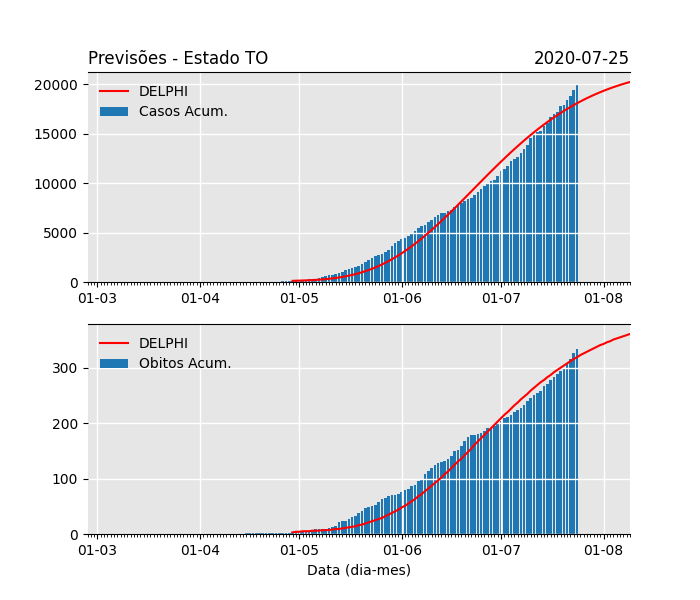 Previsões - Estado TO 2020-07-25
DELPHI
Casos Acum.
20000
15000
10000
5000
0
01-03 01-04 01-05 01-06 01-07 01-08
DELPHI
Obitos Acum.
300
200
100
0
01-03 01-04 01-05 01-06 01-07 01-08
Data (dia-mes)